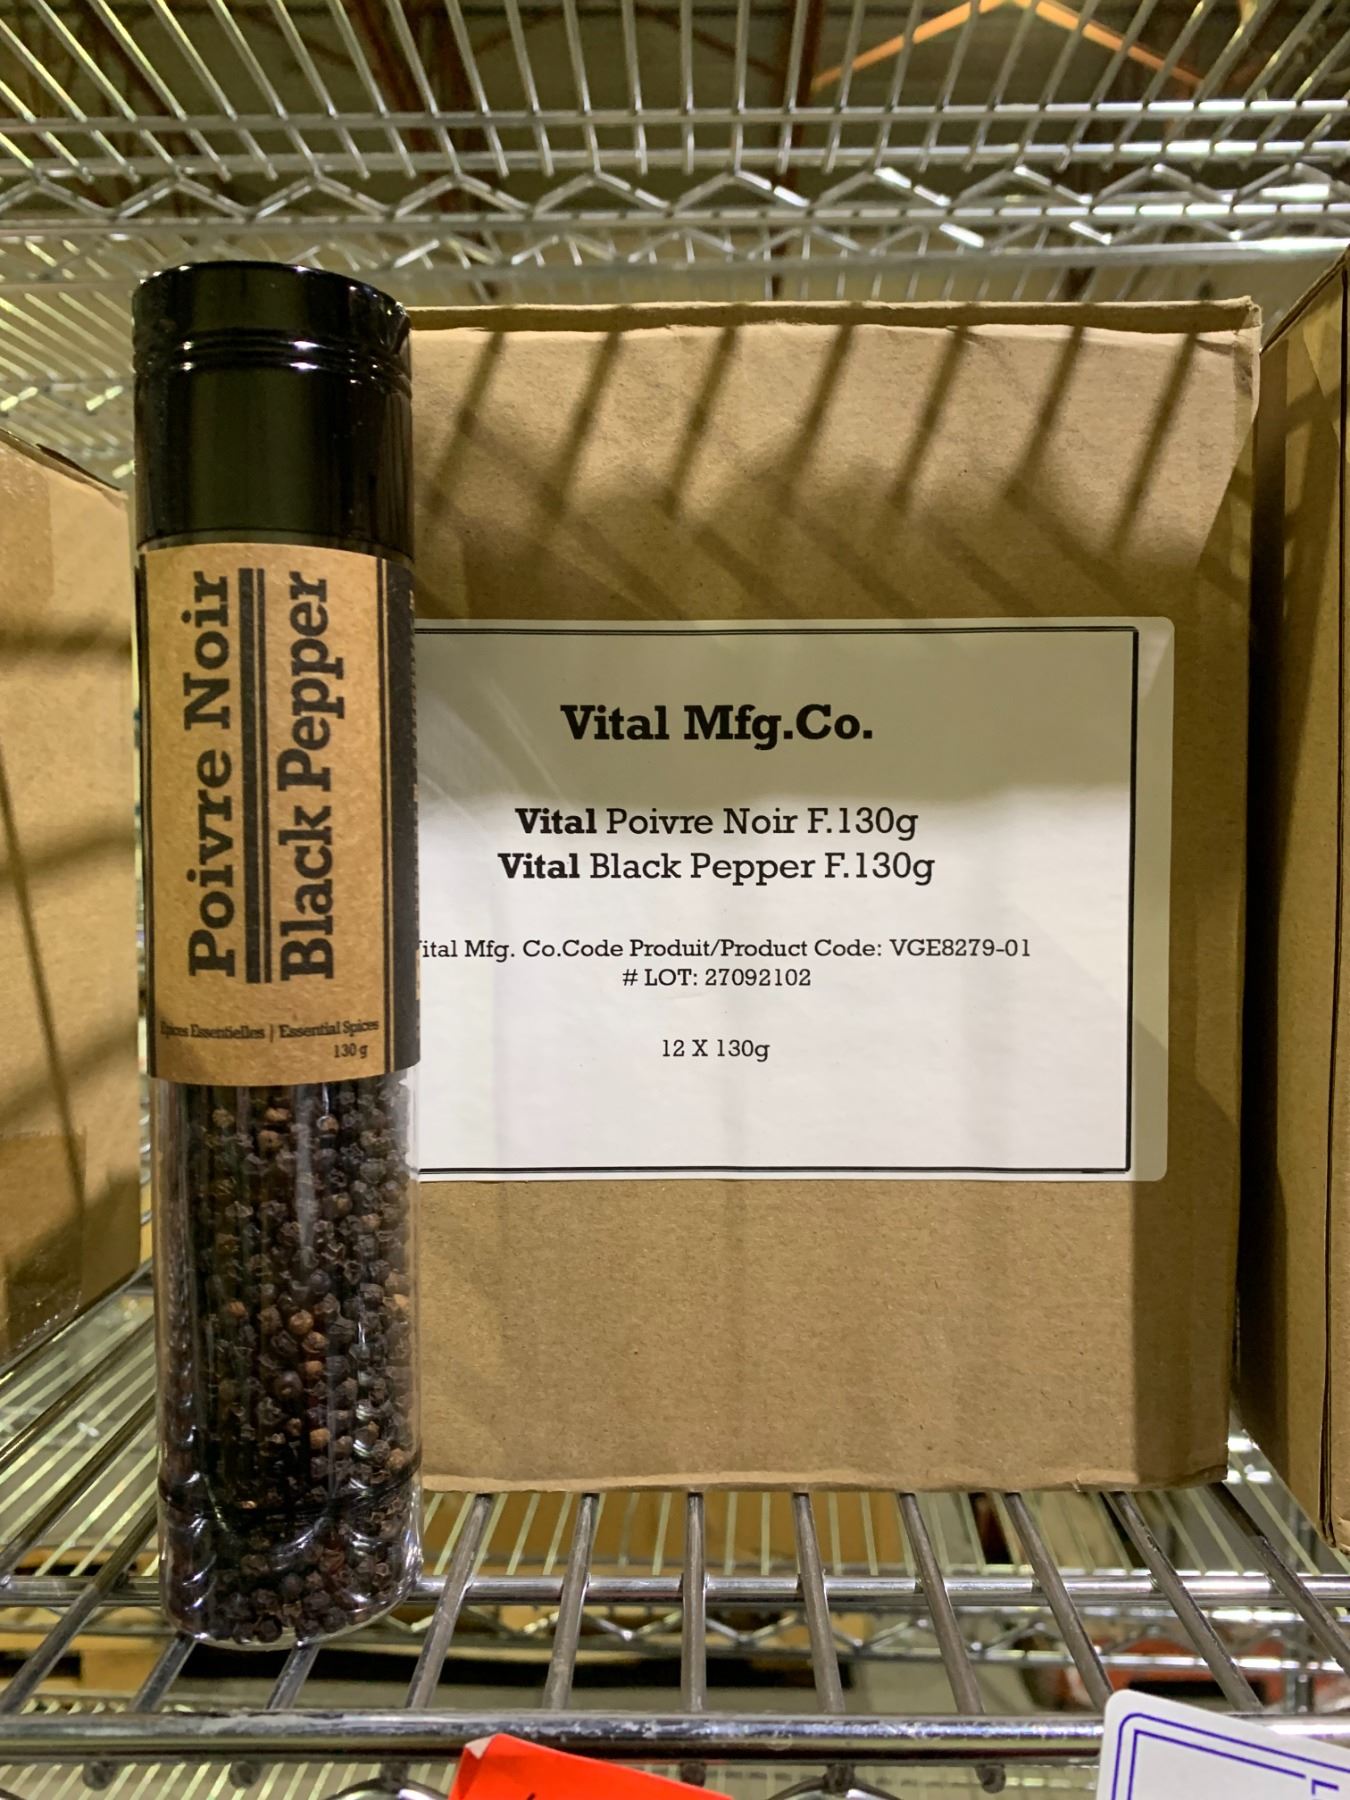 Poivre Noir
Black Pepper
Epices Essentielles | Essential Spices
130 g
Vital Mfg.Co.
Vital Poivre Noir F.130g
Vital Black Pepper F.130g
ital Mfg. Co.Code Produit/Product Code: VGE8279-01
# LOT: 27092102
12 X 130g